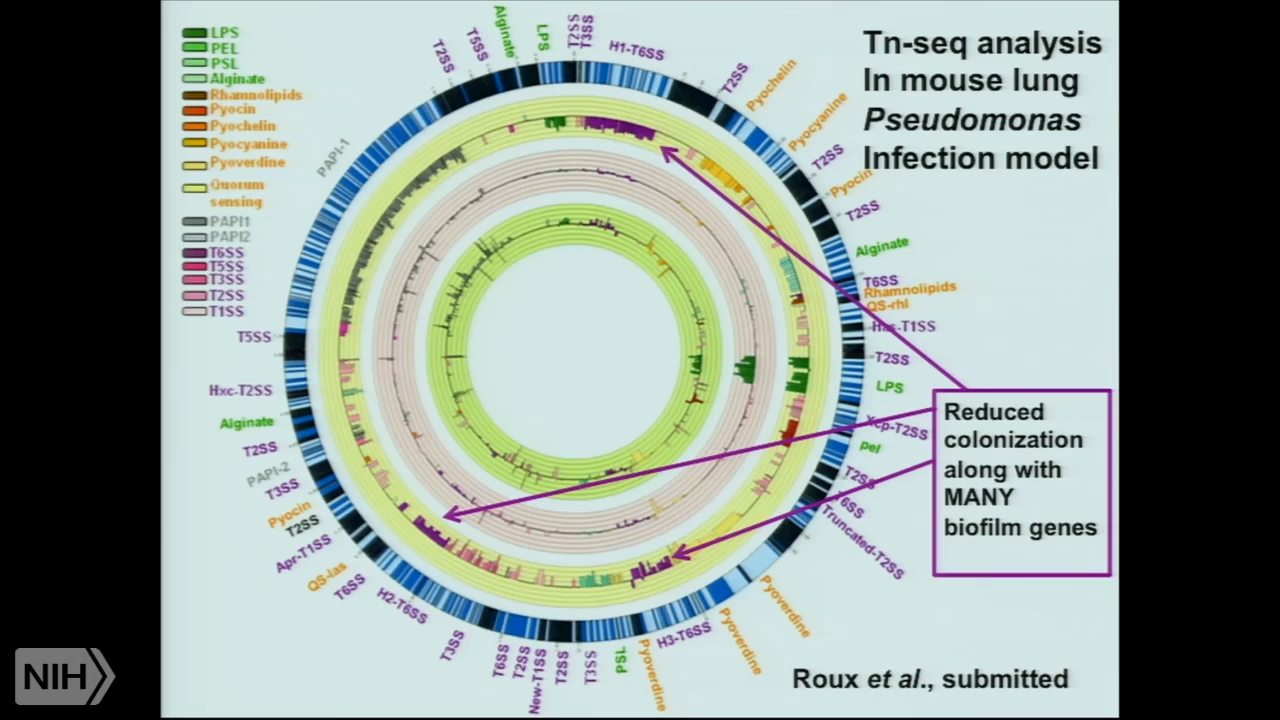 LPS
PEL
PSL
Alginate
Rhamnolipids
Pyocin
Pyochelin
Pyocyanine
Pyoverdine
Quorum
sensing
PAPI1
PAPI2
T6SS
T5SS
T3SS
T2SS
T1SS
Tn-seq analysis
In mouse lung
Pseudomonas
Infection model
T2SS
T5SS
Alginate
LPS
T2SS
T3SS
H1-T6SS
T2SS
Pyochelin
Pyocyanine
T2SS
Pyocin
T2SS
Alginate
T6SS
Rhamnolipids
QS-rhl
Has-T1SS
T2SS
LPS
Xcp-T2SS
pel
T2SS
T6SS
Truncated-T2SS
Pyoverdine
Pyoverdine
H3-T6SS
Pyoverdine
PSL
T3SS
T2SS
New-T1SS
T2SS
T6SS
T3SS
H2-T6SS
T6SS
QS-las
Apr-T1SS
T2SS
Pyocin
T3SS
PAPI-2
T2SS
Alginate
Hxc-T2SS
T5SS
PAPI-1
Reduced
colonization
along with
MANY
biofilm genes
Roux et al., submitted
NIH